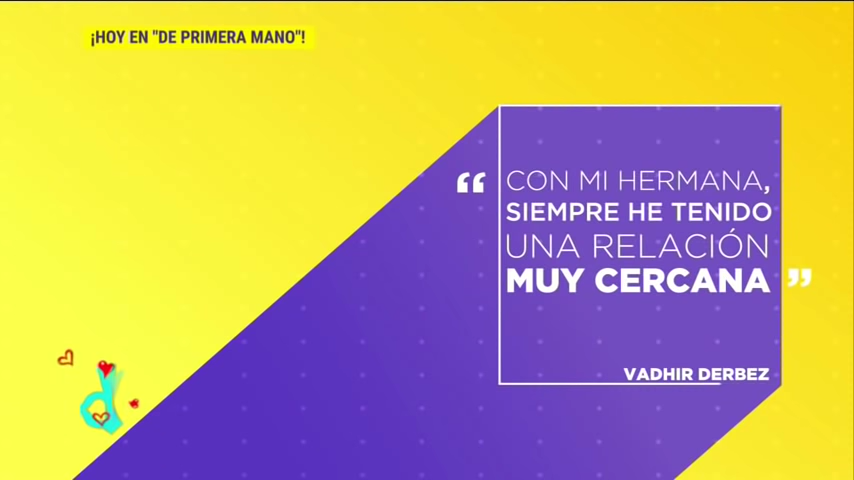 ¡HOY EN "DE PRIMERA MANO"!
“ CON MI HERMANA,
SIEMPRE HE TENIDO
UNA RELACIÓN
MUY CERCANA ”
VADHIR DERBEZ
d